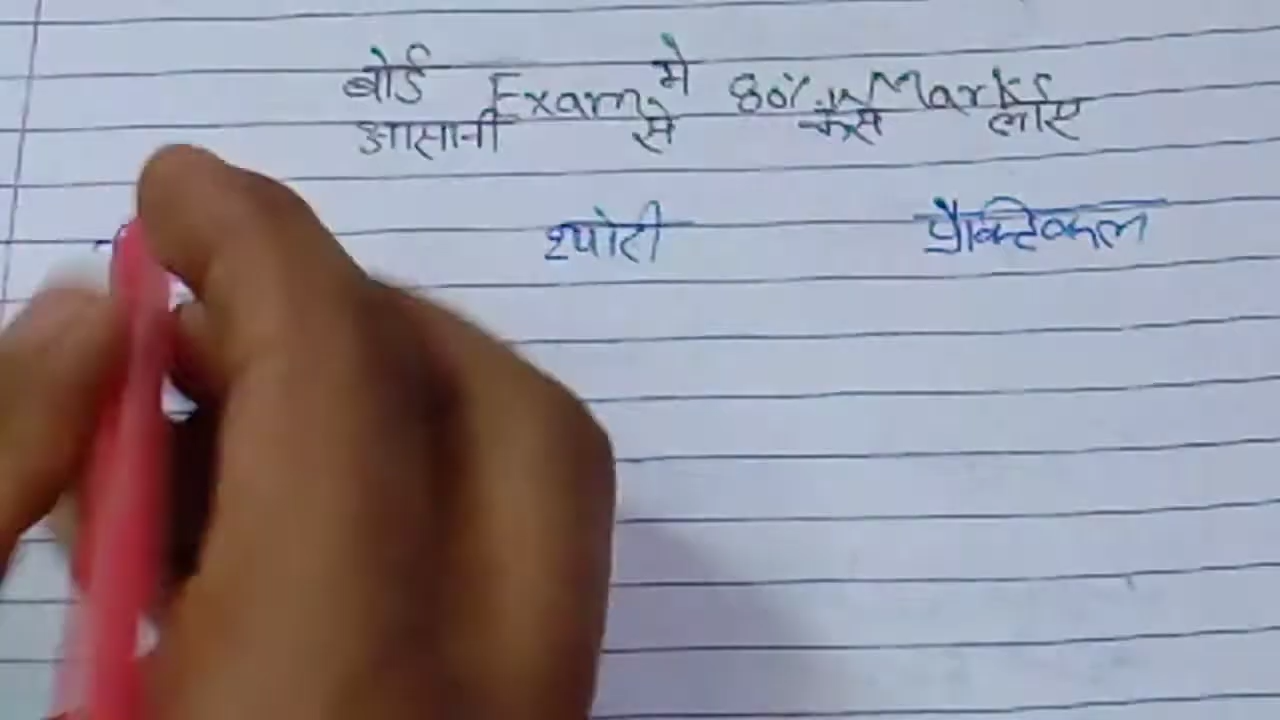 बोर्ड Exam मे 80% Marks
आसानी से कैसे लाए
थ्योरी प्रैक्टिकल